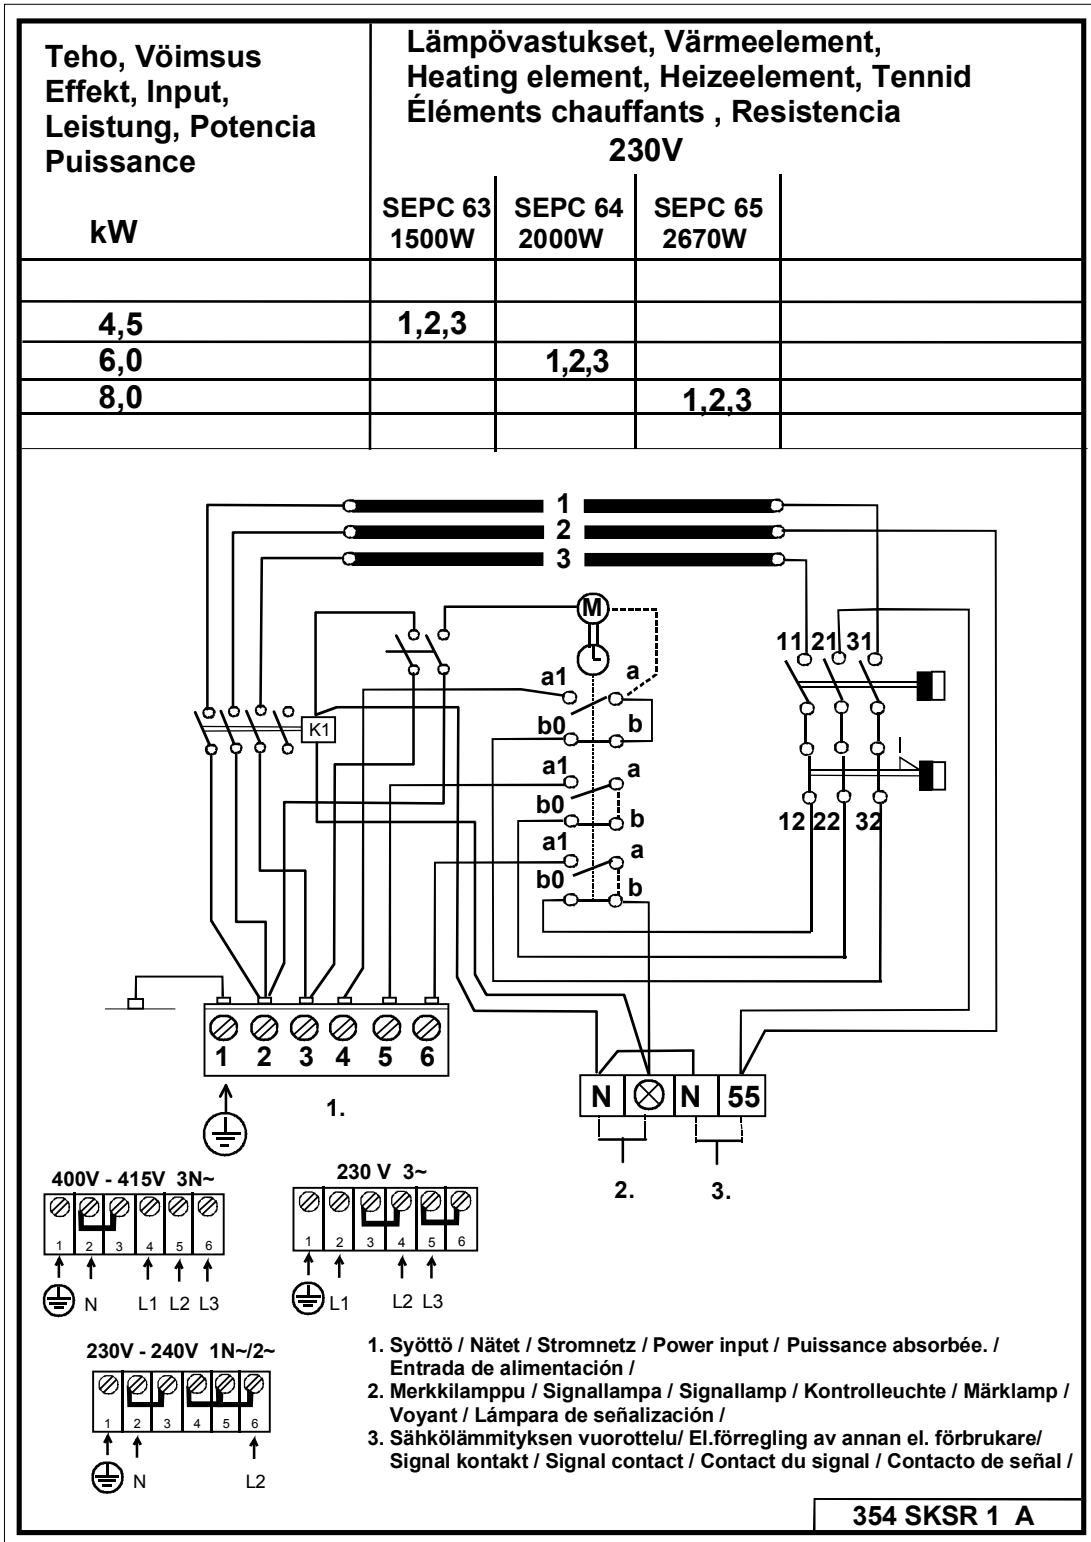 Teho, Vöimsus
Effekt, Input,
Leistung, Potencia
Puissance
kW
Lämpövastukset, Värmeelement,
Heating element, Heizeelement, Tennid
Éléments chauffants , Resistencia
230V
SEPC 63 SEPC 64 SEPC 65
1500W 2000W 2670W
4,5 1,2,3
6,0 1,2,3
8,0 1,2,3
1
2
3
M
11 21 31
a1 a
K1
b0 b
a1 a
b0 b
12 22 32
a1 a
b0 b
1 2 3 4 5 6
1.
N N 55
2. 3.
400V - 415V 3N~
1 2 3 4 5 6
N L1 L2 L3
230 V 3~
1 2 3 4 5 6
L1 L2 L3
230V - 240V 1N~/2~
1 2 3 4 5 6
N L2
1. Syöttö / Nätet / Stromnetz / Power input / Puissance absorbée. /
Entrada de alimentación /
2. Merkkilamppu / Signallampa / Signallamp / Kontrolleuchte / Märklamp /
Voyant / Lámpara de señalización /
3. Sähkölämmityksen vuorottelu/ El.förregling av annan el. förbrukare/
Signal kontakt / Signal contact / Contact du signal / Contacto de señal /
354 SKSR 1 A